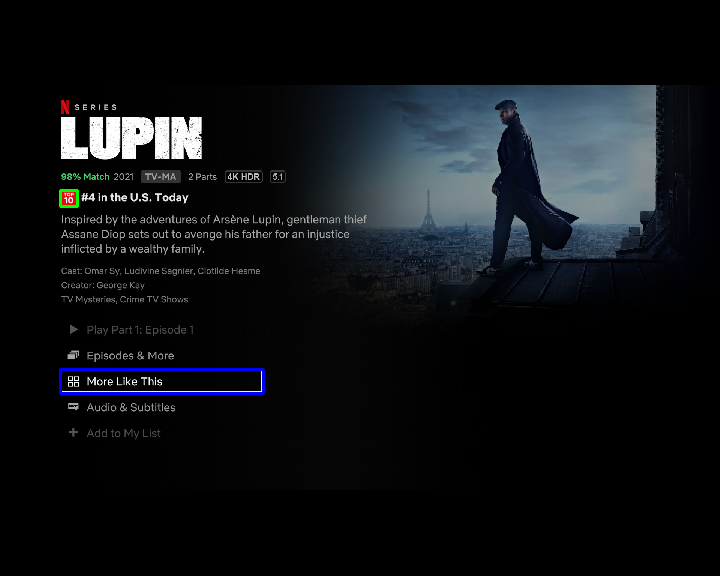 N SERIES
LUPIN
98% Match 2021 TV-MA 2 Parts 4K HDR 5.1
TOP 10 #4 in the U.S. Today
Inspired by the adventures of Arsène Lupin, gentleman thief
Assane Diop sets out to avenge his father for an injustice
inflicted by a wealthy family.
Cast: Omar Sy, Ludivine Sagnier, Clotilde Hesme
Creator: George Kay
TV Mysteries, Crime TV Shows
Play Part 1: Episode 1
Episodes & More
More Like This
Audio & Subtitles
Add to My List